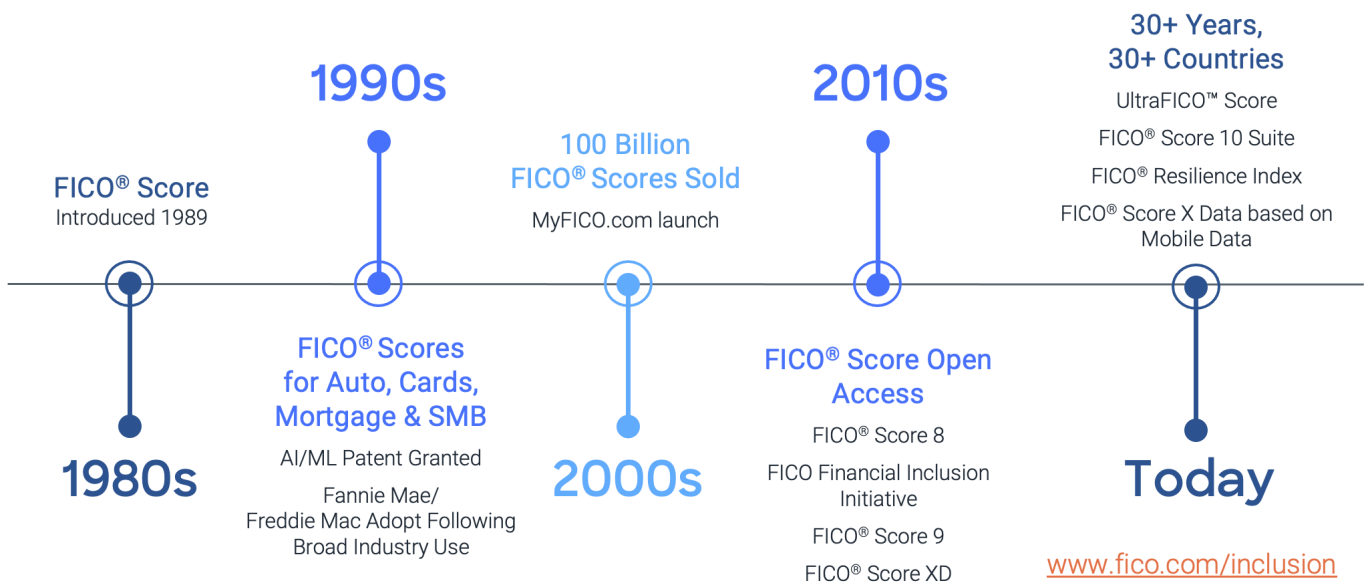 FICO® Score
Introduced 1989
1980s
1990s
FICO® Scores
for Auto, Cards,
Mortgage & SMB
AI/ML Patent Granted
Fannie Mae/
Freddie Mac Adopt Following
Broad Industry Use
100 Billion
FICO® Scores Sold
MyFICO.com launch
2000s
2010s
FICO® Score Open
Access
FICO® Score 8
FICO Financial Inclusion
Initiative
FICO® Score 9
FICO® Score XD
30+ Years,
30+ Countries
UltraFICO™ Score
FICO® Score 10 Suite
FICO® Resilience Index
FICO® Score X Data based on
Mobile Data
Today
www.fico.com/inclusion